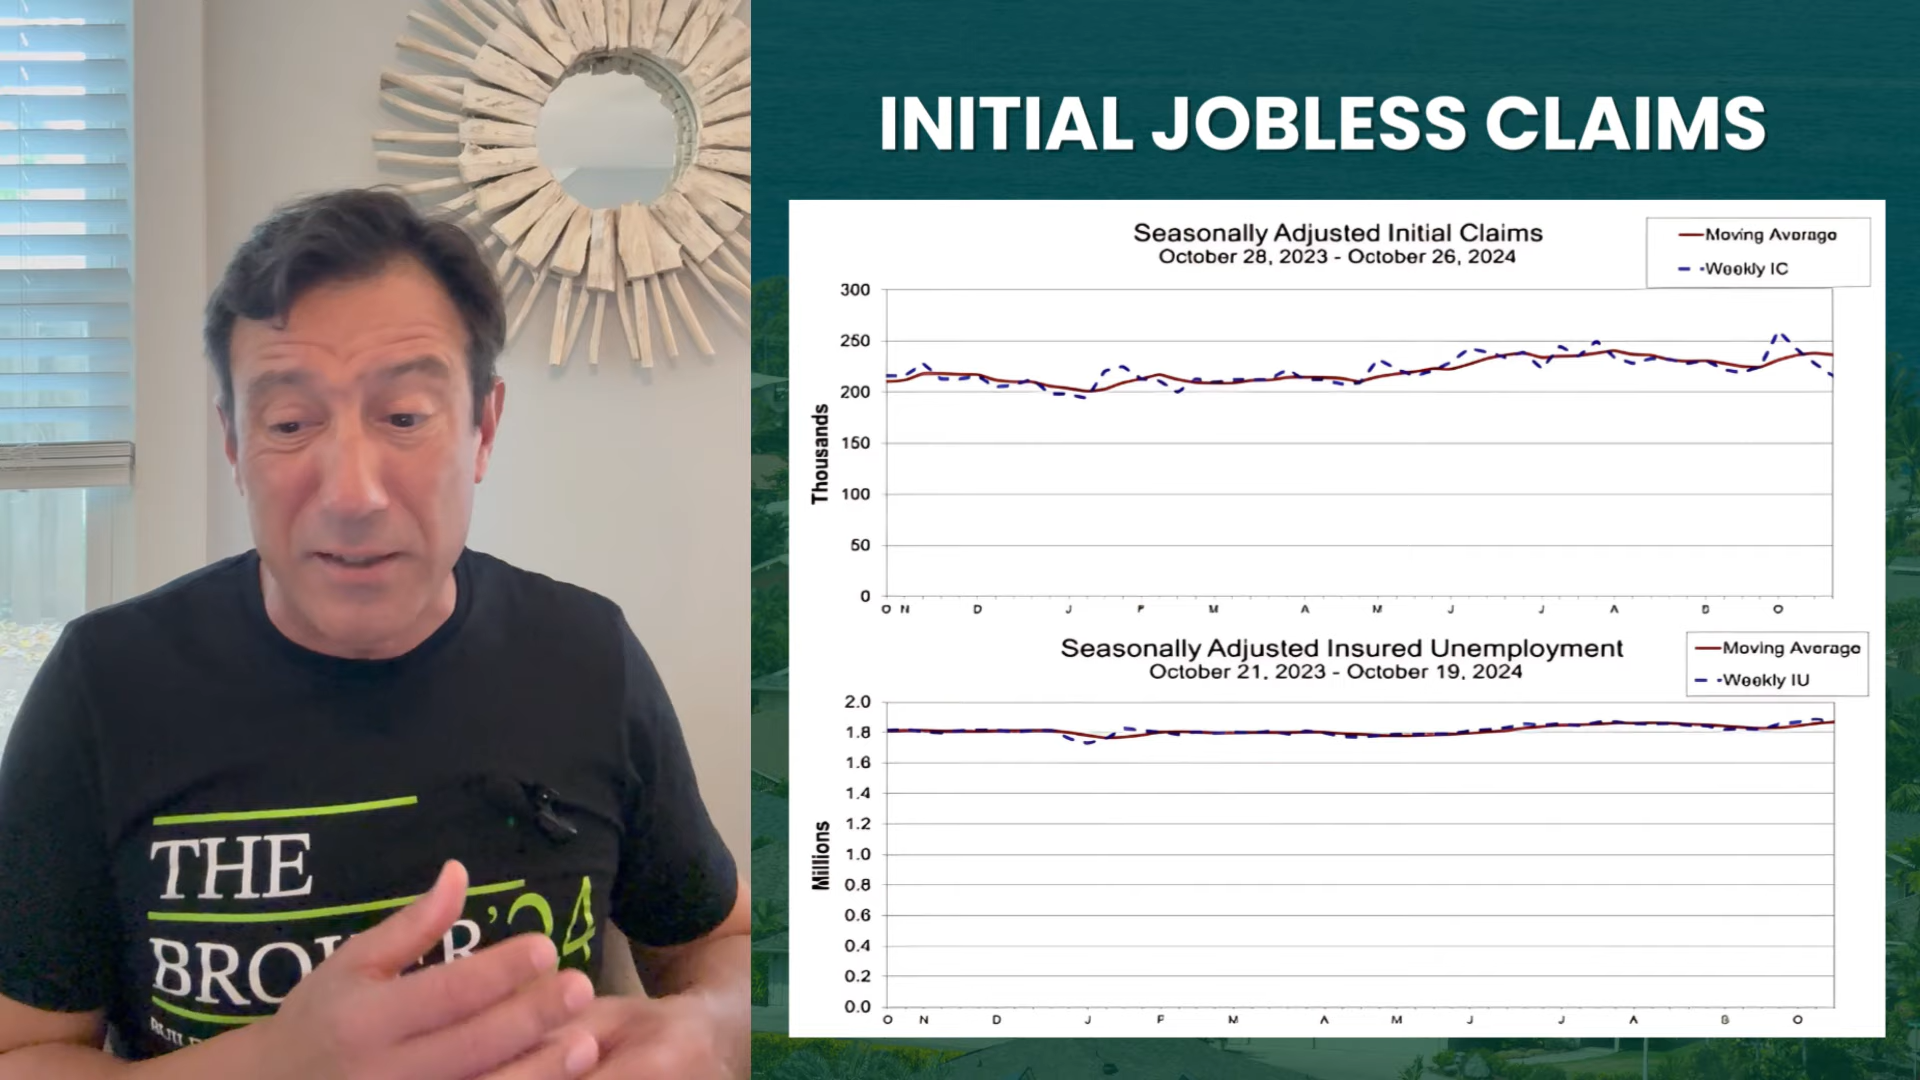 INITIAL JOBLESS CLAIMS
Seasonally Adjusted Initial Claims
October 28, 2023 - October 26, 2024
Moving Average
Weekly IC
300
250
200
150
100
50
0
Thousands
O N D J F M A M J J A S O
Seasonally Adjusted Insured Unemployment
October 21, 2023 - October 19, 2024
Moving Average
Weekly IU
2.0
1.8
1.6
1.4
1.2
1.0
0.8
0.6
0.4
0.2
0.0
Millions
O N D J F M A M J J A S O
THE
'24